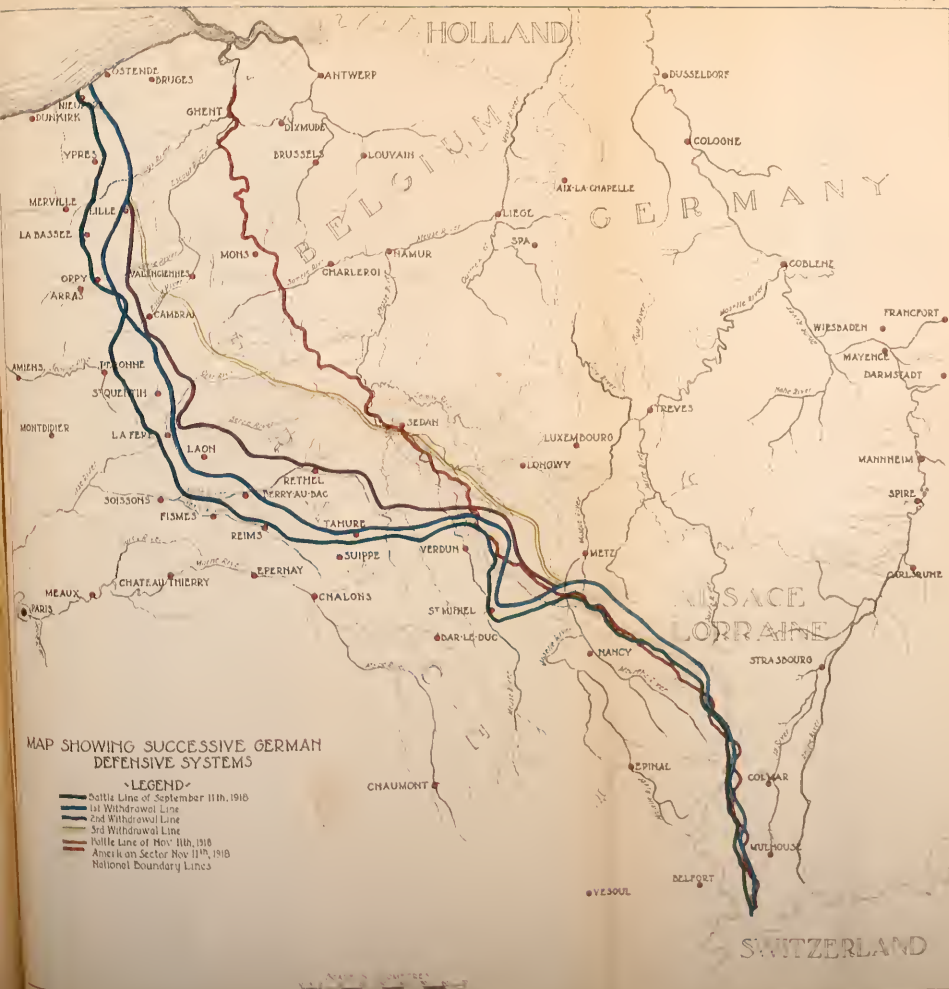 HOLLAND
OSTENDE
BRUGES
ANTWERP
DUSSELDORF
DUNKIRK
GHENT
DIXMUDE
COLOGNE
YPRES
BRUSSELS
LOUVAIN
BELGIUM
AIX-LA-CHAPELLE
GERMANY
MERVILLE
LILLE
LIEGE
LA BASSEE
SPA
MONS
NAMUR
Meuse River
CHARLEROI
COBLENZ
OPPY
VALENCIENNES
ARRAS
Moselle River
CAMBRAI
WIESBADEN
FRANCFORT
MAYENCE
AMIENS
PERONNE
DARMSTADT
ST QUENTIN
Nahe River
TREVES
MONTDIDIER
LA FERE
SEDAN
LUXEMBOURG
LAON
LONGWY
MANNHEIM
RETHEL
SOISSONS
BERRY-AU-BAC
SPIRE
FISMES
REIMS
TAHURE
SUIPPE
VERDUN
METZ
CARLSRUHE
CHATEAU THIERRY
EPERNAY
MEAUX
CHALONS
ALSACE
LORRAINE
PARIS
ST MIHIEL
BAR-LE-DUC
NANCY
STRASBOURG
MAP SHOWING SUCCESSIVE GERMAN
DEFENSIVE SYSTEMS
LEGEND
Battle Line of September 11th, 1918
1st Withdrawal Line
2nd Withdrawal Line
3rd Withdrawal Line
Battle Line of Nov 11th, 1918
American Sector Nov 11th, 1918
National Boundary Lines
CHAUMONT
EPINAL
COLMAR
MULHOUSE
BELFORT
VESOUL
SWITZERLAND